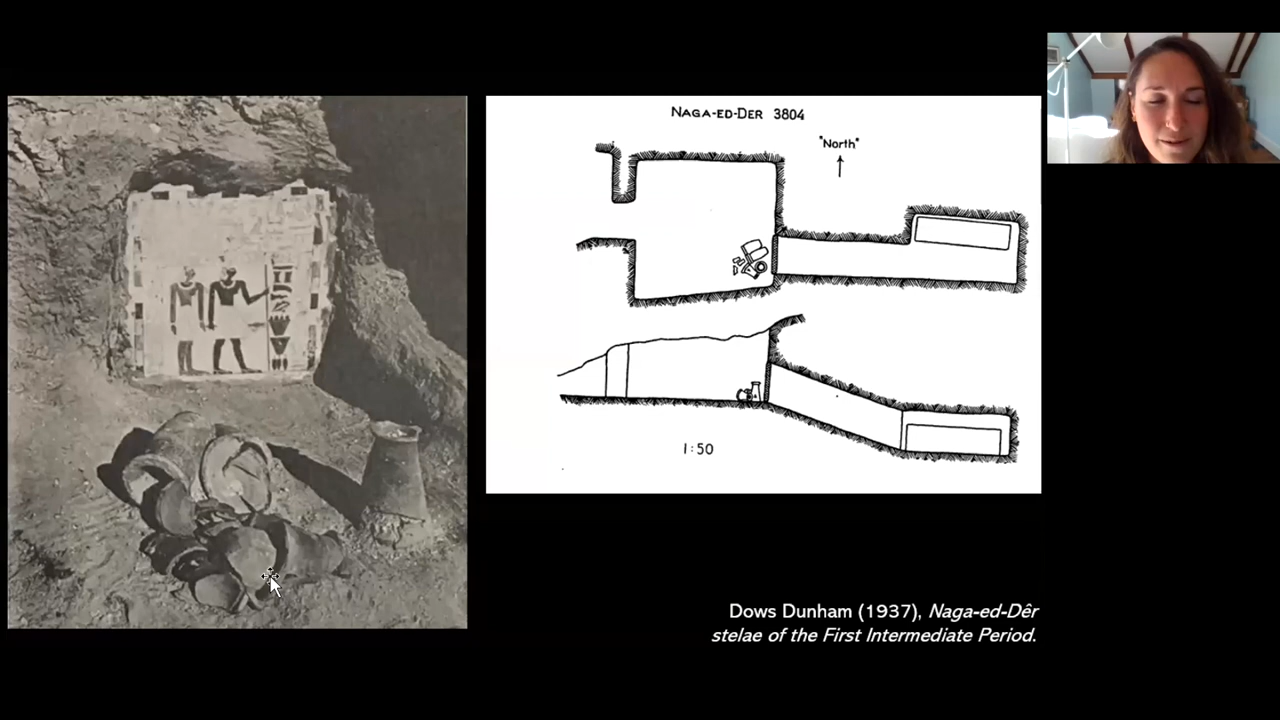 NAGA-ED-DER 3804
"North"
1:50
Dows Dunham (1937), Naga-ed-Dêr
stelae of the First Intermediate Period.